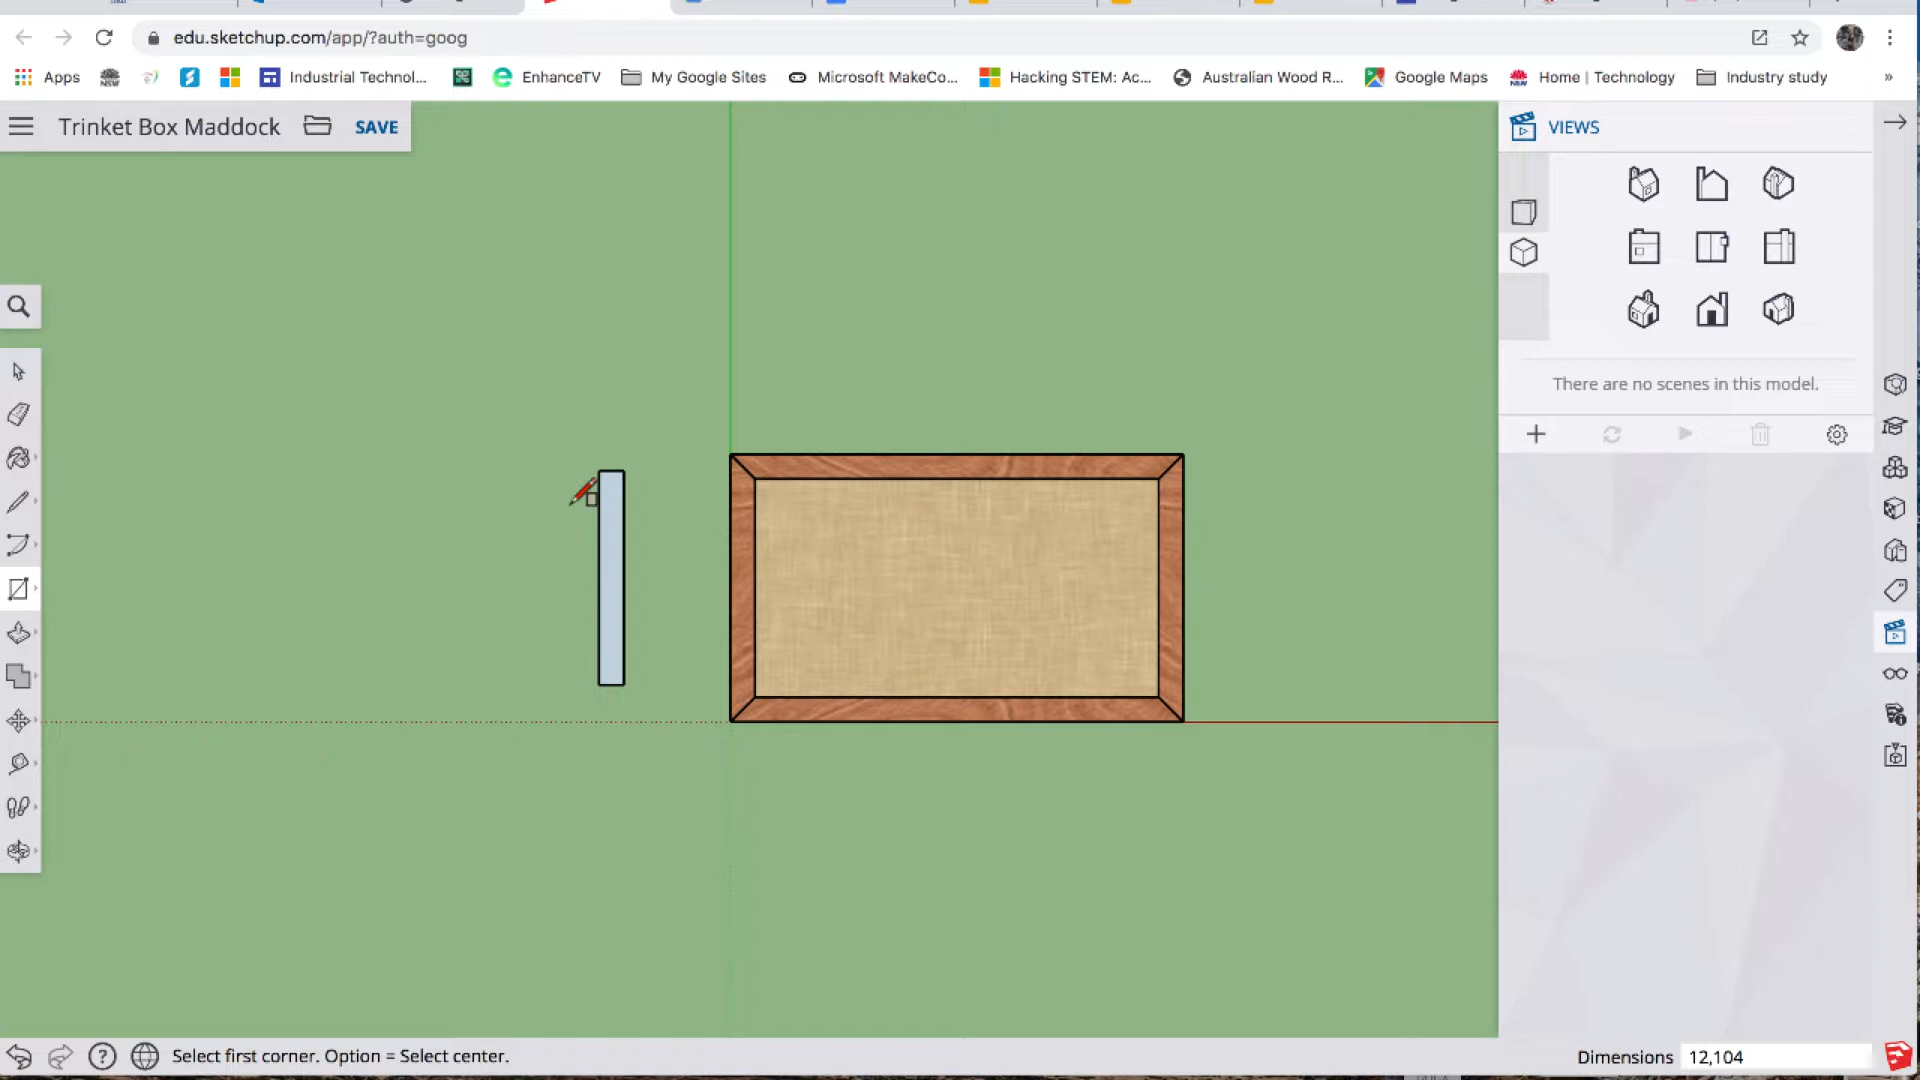 edu.sketchup.com/app/?auth=goog
Apps
Industrial Technol...
EnhanceTV
My Google Sites
Microsoft MakeCo...
Hacking STEM: Ac...
Australian Wood R...
Google Maps
Home | Technology
Industry study
»
Trinket Box Maddock
SAVE
VIEWS
There are no scenes in this model.
Select first corner. Option = Select center.
Dimensions
12,104